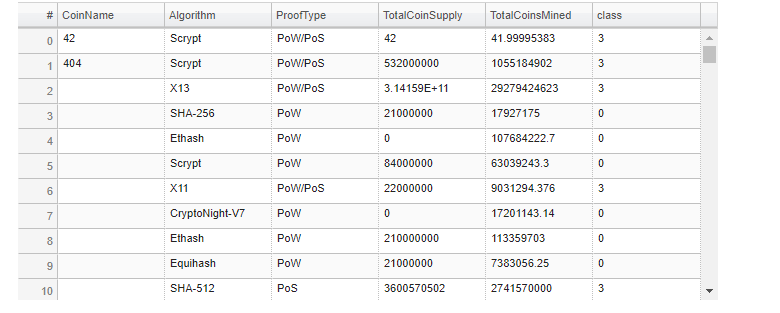 # CoinName Algorithm ProofType TotalCoinSupply TotalCoinsMined class
0 42 Scrypt PoW/PoS 42 41.99995383 3
1 404 Scrypt PoW/PoS 532000000 1055184902 3
2 X13 PoW/PoS 3.14159E+11 29279424623 3
3 SHA-256 PoW 21000000 17927175 0
4 Ethash PoW 0 107684222.7 0
5 Scrypt PoW 84000000 63039243.3 0
6 X11 PoW/PoS 22000000 9031294.376 3
7 CryptoNight-V7 PoW 0 17201143.14 0
8 Ethash PoW 210000000 113359703 0
9 Equihash PoW 21000000 7383056.25 0
10 SHA-512 PoS 3600570502 2741570000 3